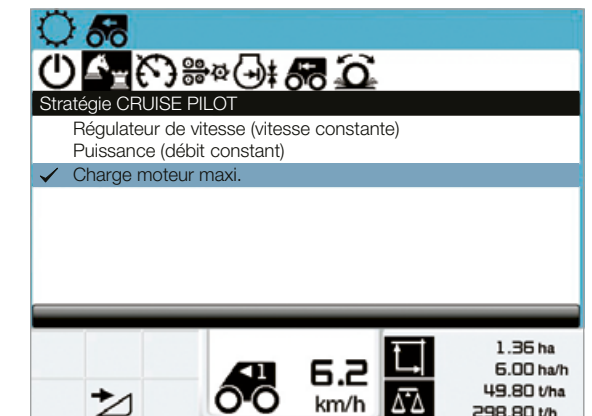 Stratégie CRUISE PILOT
Régulateur de vitesse (vitesse constante)
Puissance (débit constant)
Charge moteur maxi.
1
6.2
km/h
1.36 ha
6.00 ha/h
49.80 t/ha
298.80 t/h